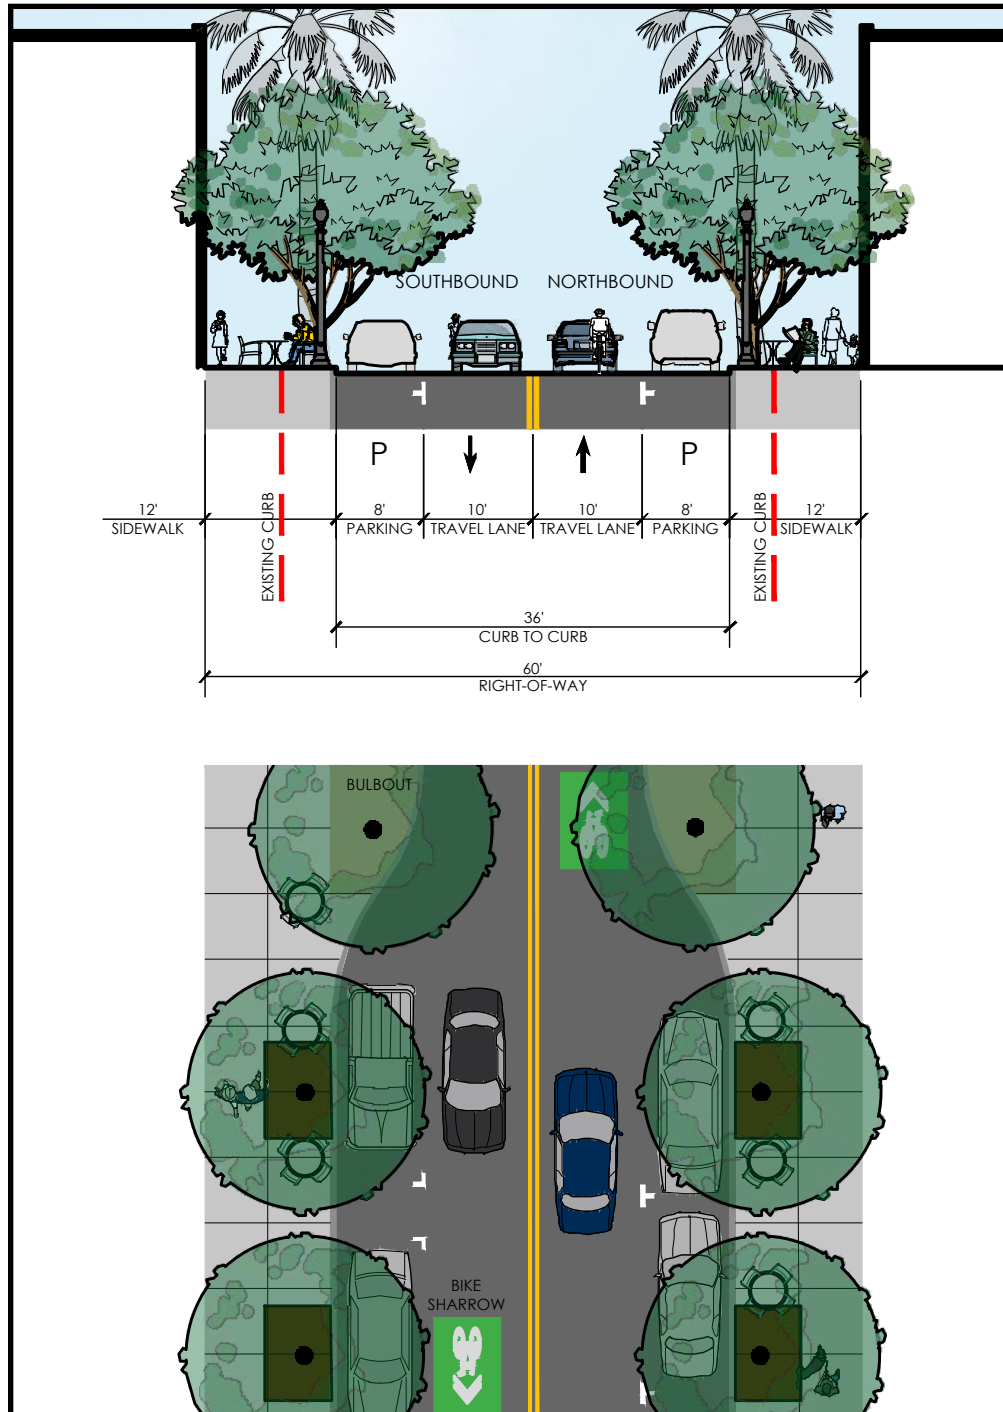 SOUTHBOUND NORTHBOUND
P P
12' 8' 10' 10' 8' 12'
SIDEWALK PARKING TRAVEL LANE TRAVEL LANE PARKING SIDEWALK
EXISTING CURB
EXISTING CURB
36'
CURB TO CURB
60'
RIGHT-OF-WAY
BULBOUT
BIKE
SHARROW